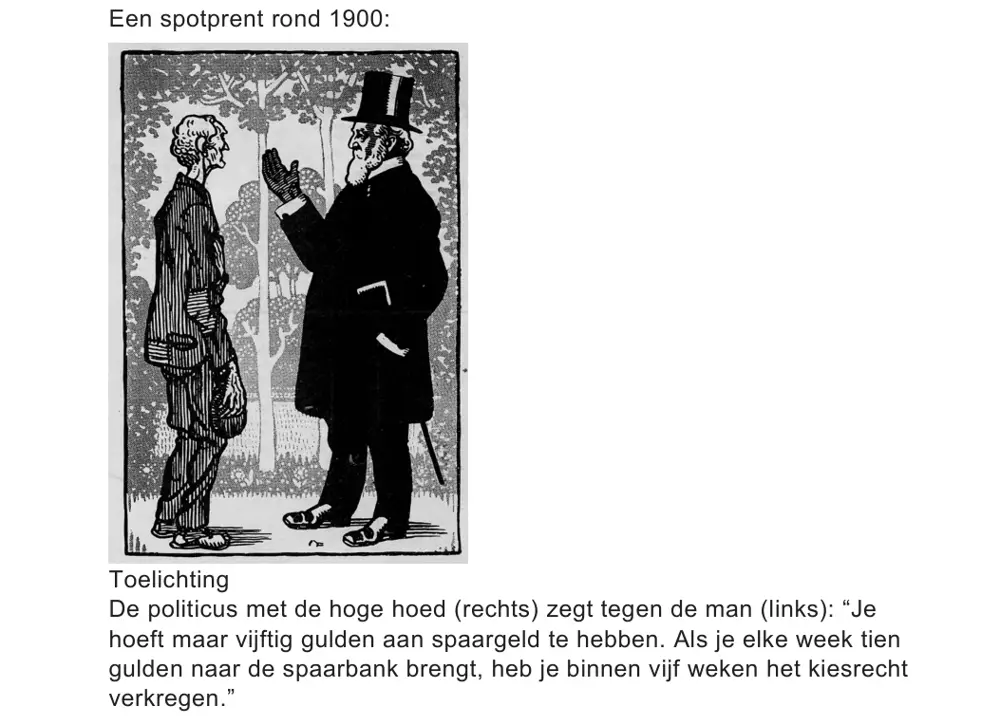 Een spotprent rond 1900:
Toelichting
De politicus met de hoge hoed (rechts) zegt tegen de man (links): “Je
hoeft maar vijftig gulden aan spaargeld te hebben. Als je elke week tien
gulden naar de spaarbank brengt, heb je binnen vijf weken het kiesrecht
verkregen.”